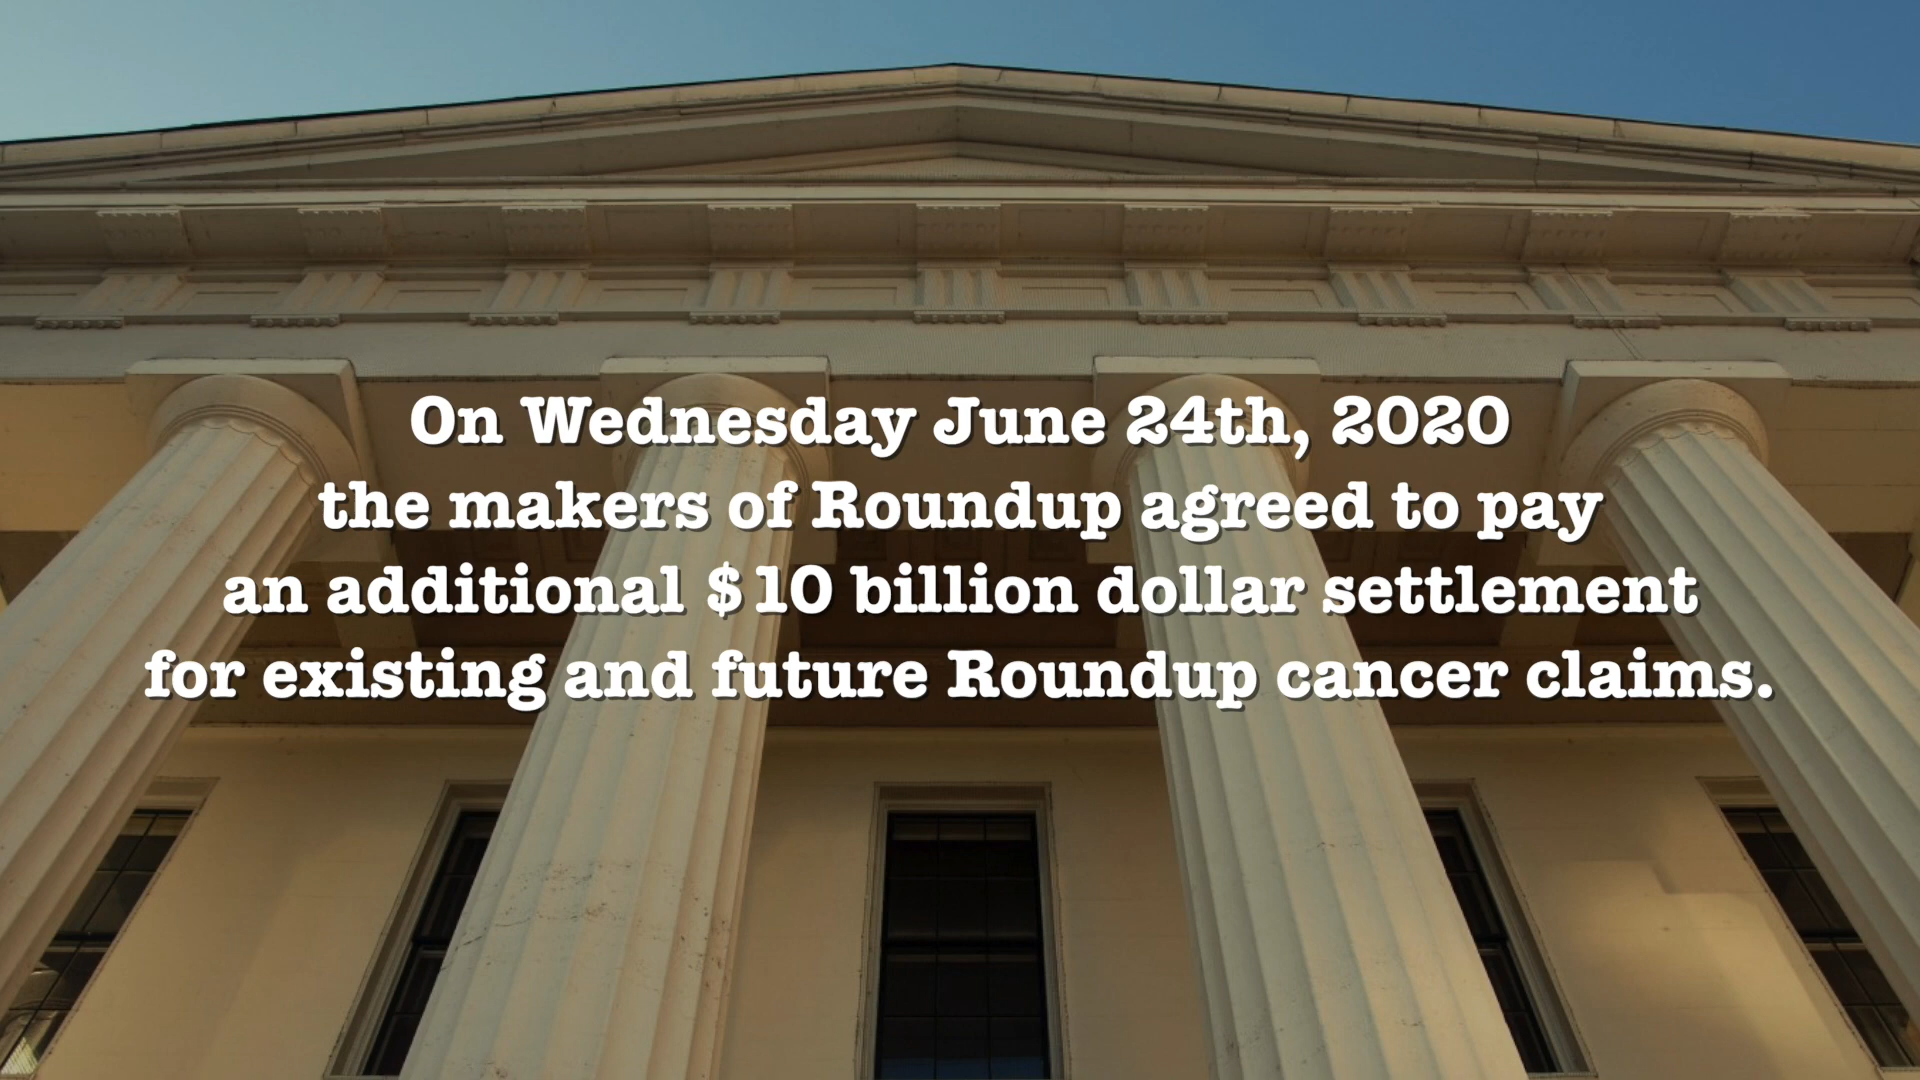 On Wednesday June 24th, 2020
the makers of Roundup agreed to pay
an additional $10 billion dollar settlement
for existing and future Roundup cancer claims.